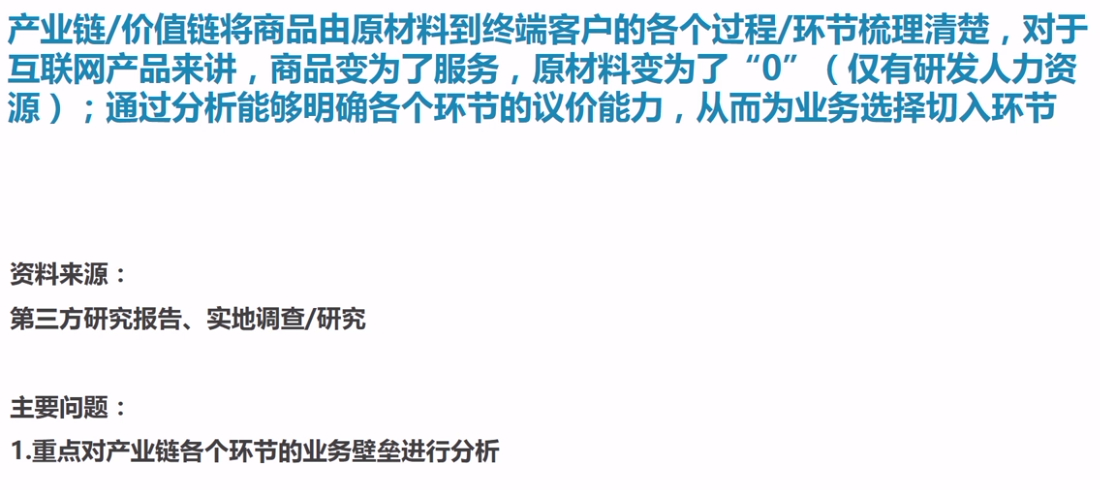 产业链/价值链将商品由原材料到终端客户的各个过程/环节梳理清楚，对于
互联网产品来讲，商品变为了服务，原材料变为了“0”（仅有研发人力资
源）；通过分析能够明确各个环节的议价能力，从而为业务选择切入环节
资料来源：
第三方研究报告、实地调查/研究
主要问题：
1.重点对产业链各个环节的业务壁垒进行分析